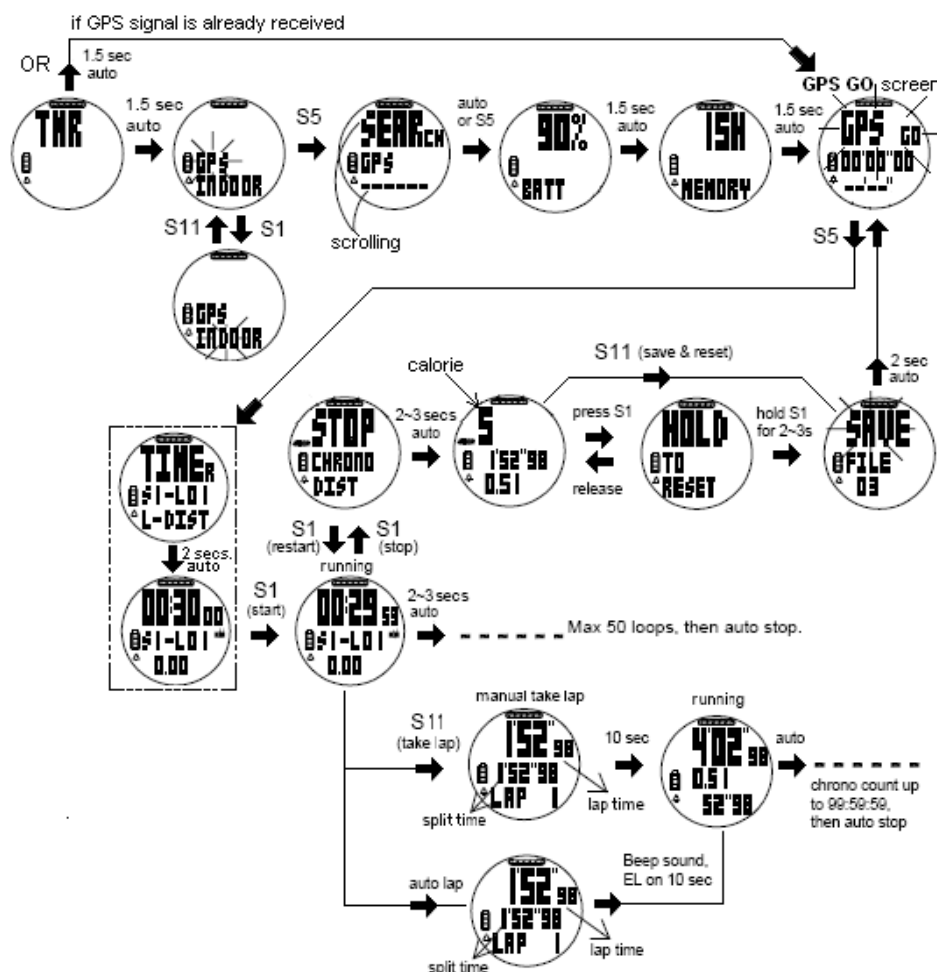 if GPS signal is already received
OR
1.5 sec
auto
GPS GO screen
TMR
1.5 sec
auto
GPS
INDOOR
S5
SEARCH
GPS
------
scrolling
auto
or S5
90%
BATT
1.5 sec
auto
15H
MEMORY
1.5 sec
auto
GPS GO
00'00"00
--'--"
S11
S1
GPS
INDOOR
S5
calorie
S11 (save & reset)
2 sec
auto
STOP
CHRONO
DIST
2~3 secs
auto
5
1'52"98
0.51
press S1
release
HOLD
TO
RESET
hold S1
for 2~3s
SAVE
FILE
03
TIMER
S1-L01
L-DIST
2 secs.
auto
S1
(restart)
S1
(stop)
running
00:30 00
S1-L01
0.00
S1
(start)
00:29 59
S1-L01
0.00
2~3 secs
auto
Max 50 loops, then auto stop.
manual take lap
running
S11
(take lap)
1'52"98
1'52"98
LAP 1
split time
lap time
10 sec
4'02"98
0.51
52"98
auto
chrono count up
to 99:59:59,
then auto stop
auto lap
1'52"98
1'52"98
LAP 1
split time
lap time
Beep sound,
EL on 10 sec